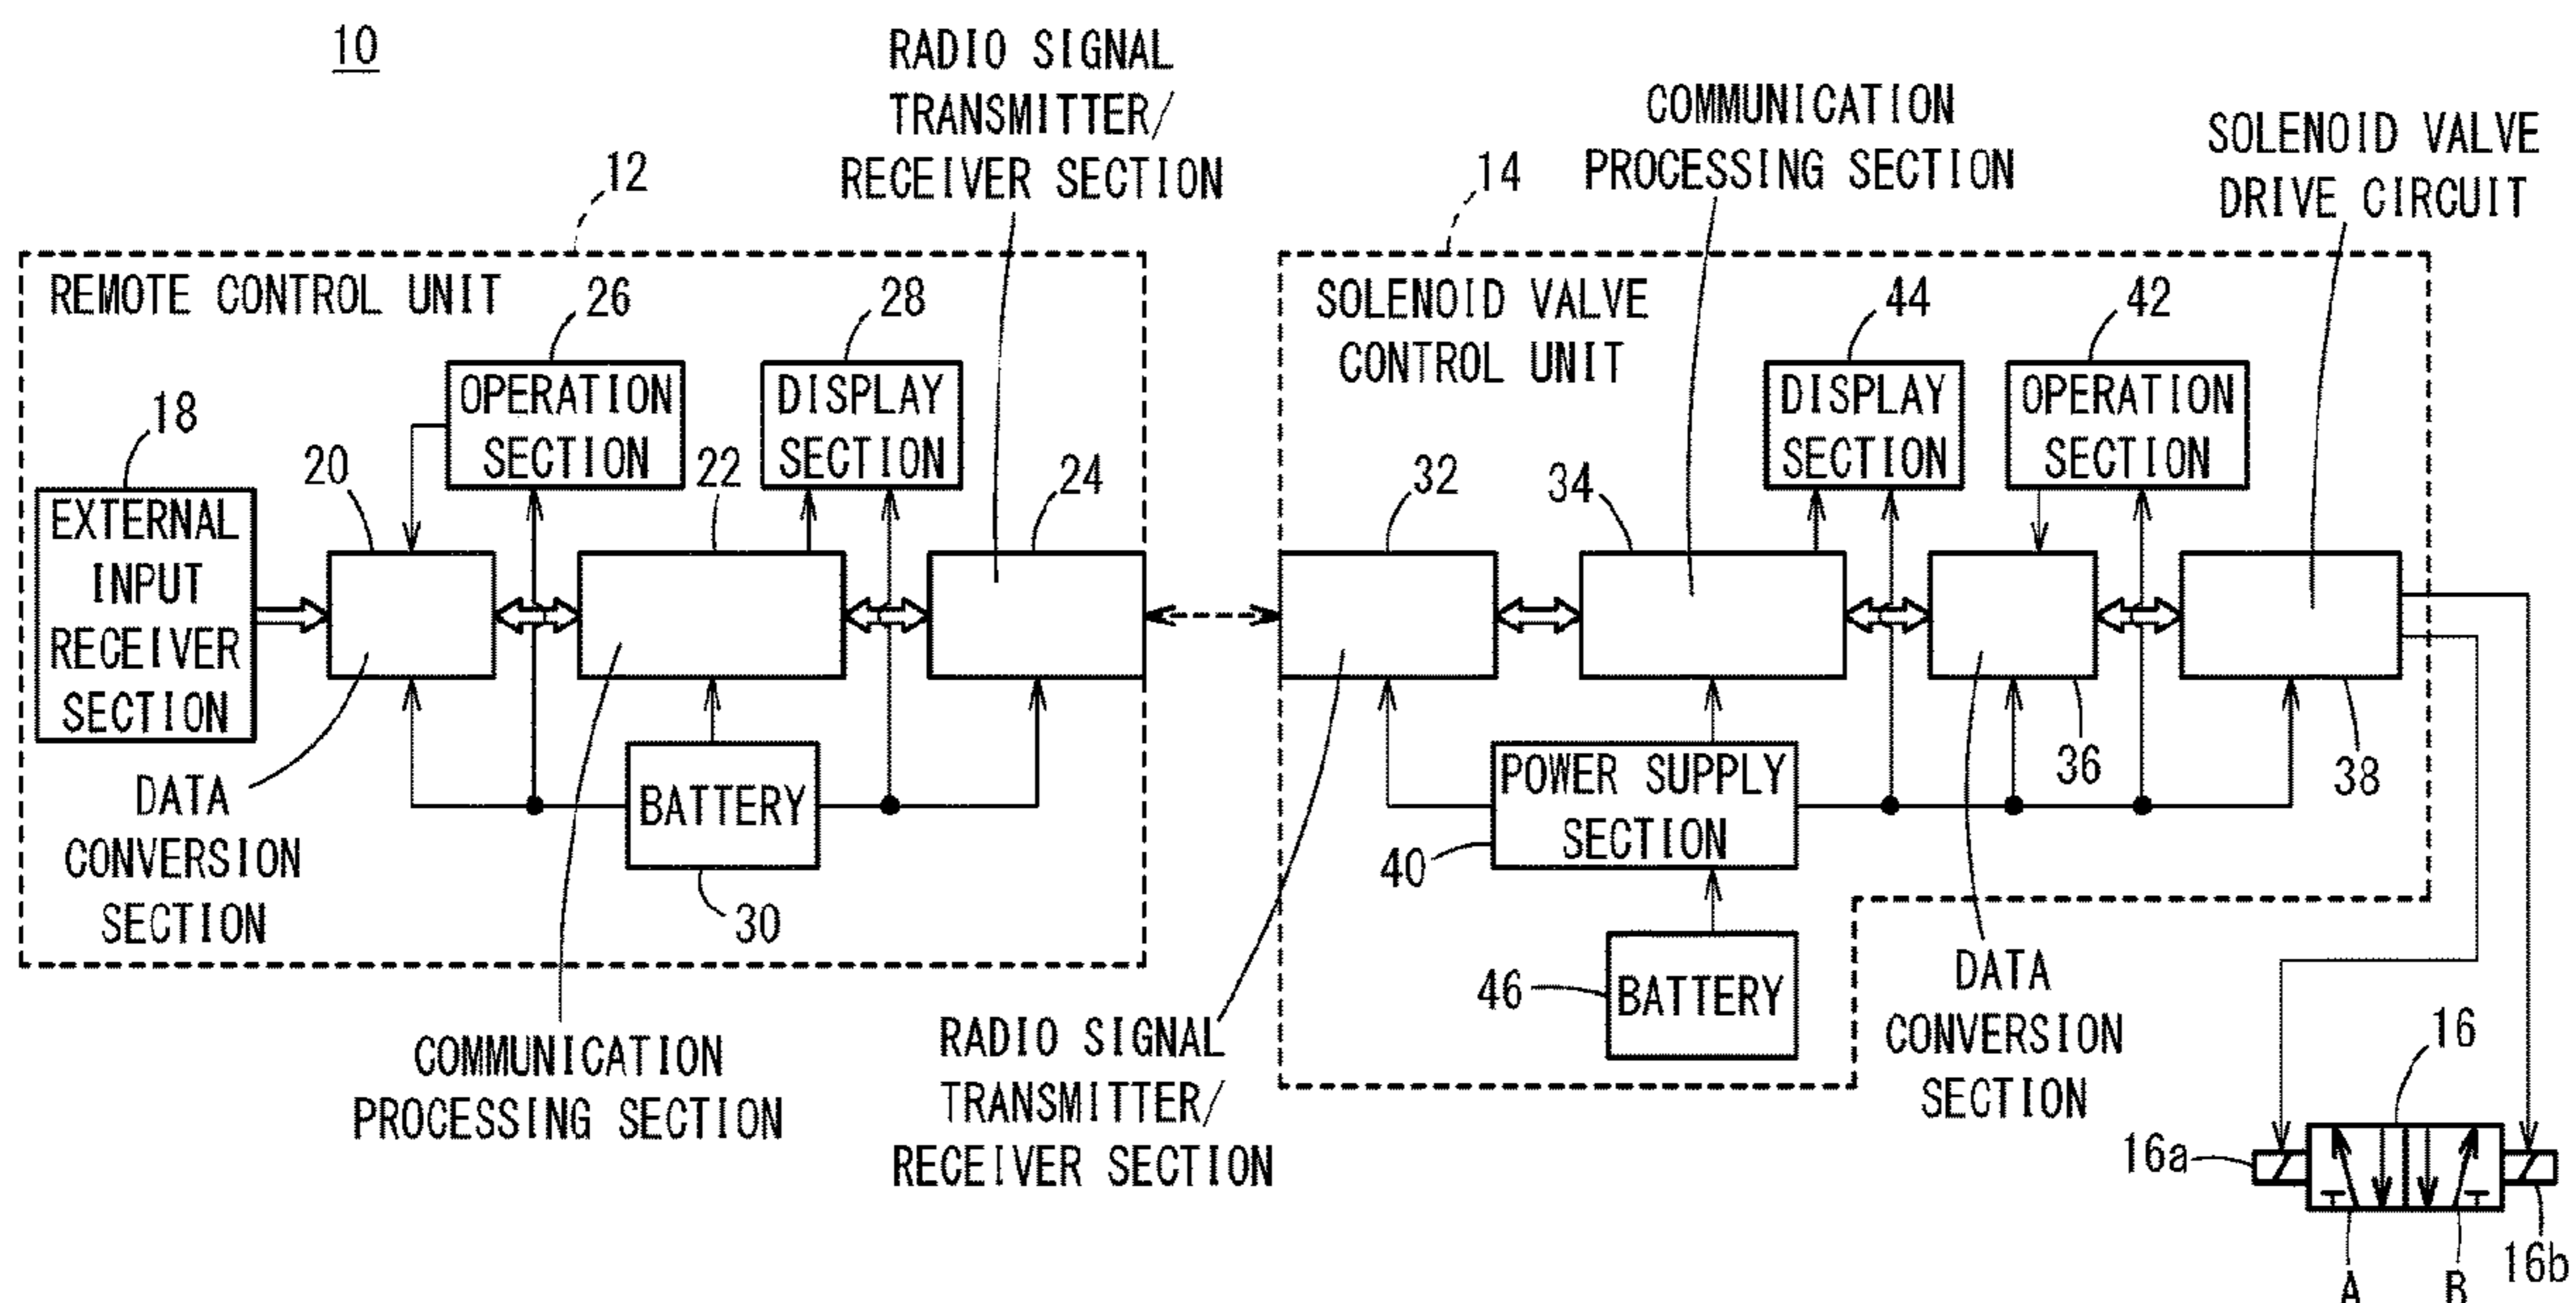 10
RADIO SIGNAL
TRANSMITTER/
RECEIVER SECTION
COMMUNICATION
PROCESSING SECTION
SOLENOID VALVE
DRIVE CIRCUIT
12
14
REMOTE CONTROL UNIT
26
28
SOLENOID VALVE
CONTROL UNIT
44
42
OPERATION
SECTION
DISPLAY
SECTION
DISPLAY
SECTION
OPERATION
SECTION
18
20
22
24
32
34
EXTERNAL
INPUT
RECEIVER
SECTION
DATA
CONVERSION
SECTION
BATTERY
30
POWER SUPPLY
SECTION
40
36
38
46
BATTERY
DATA
CONVERSION
SECTION
COMMUNICATION
PROCESSING SECTION
RADIO SIGNAL
TRANSMITTER/
RECEIVER SECTION
16
16a
16b
A
B